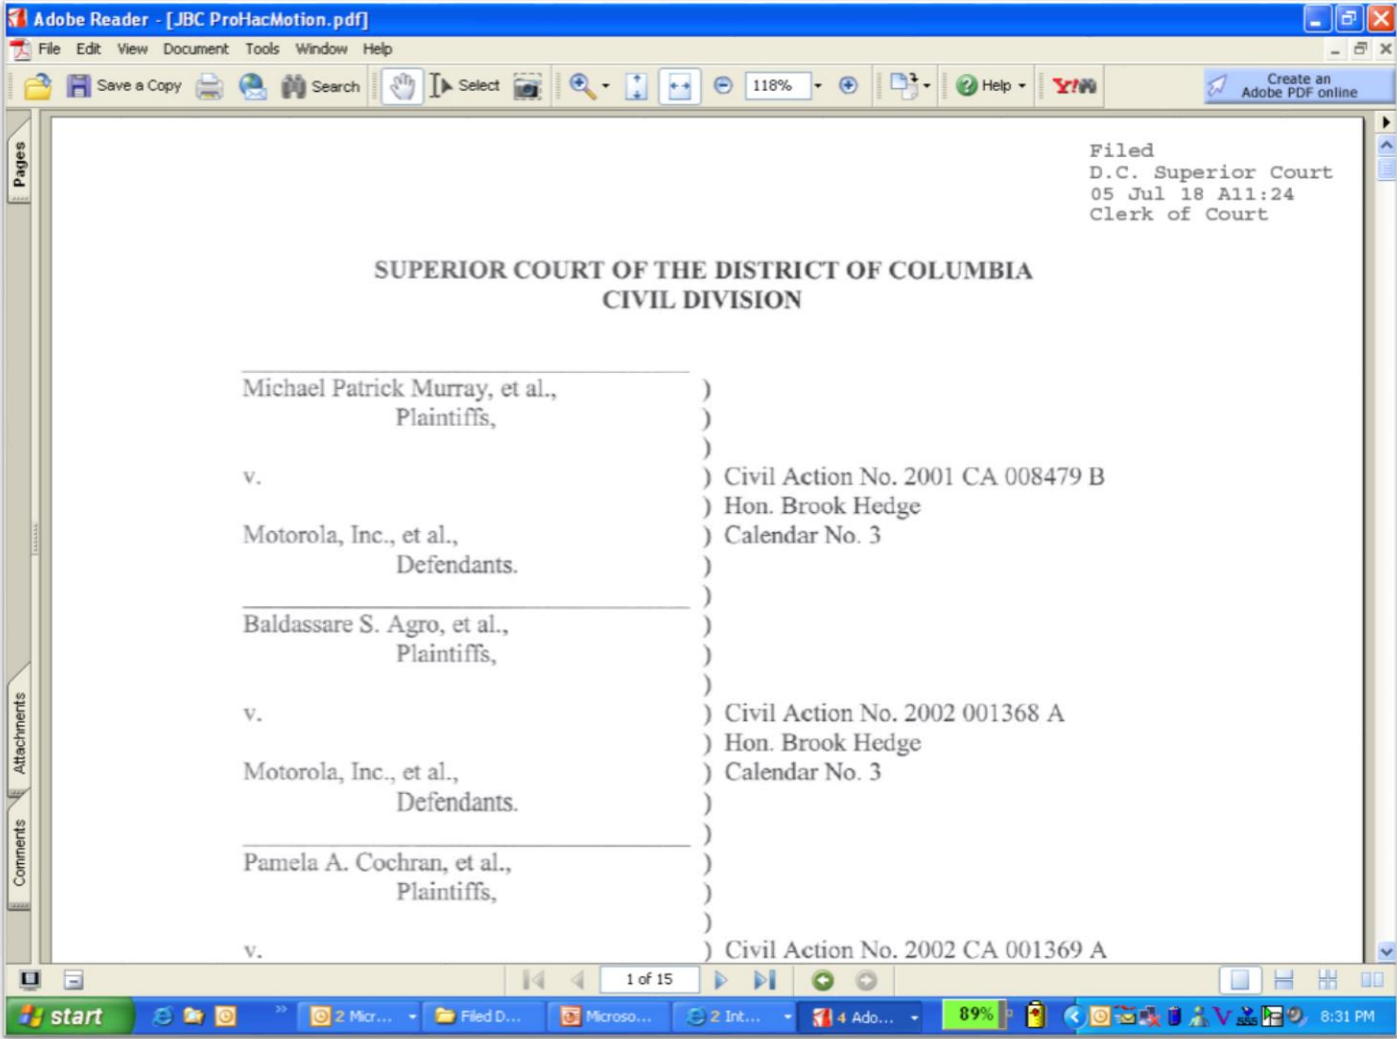 Adobe Reader - [JBC ProHacMotion.pdf]
File Edit View Document Tools Window Help
Save a Copy Search Select 118% Help Y! Create an
Adobe PDF online
Pages
Filed
D.C. Superior Court
05 Jul 18 A11:24
Clerk of Court
SUPERIOR COURT OF THE DISTRICT OF COLUMBIA
CIVIL DIVISION
Michael Patrick Murray, et al., )
Plaintiffs, )
)
v. ) Civil Action No. 2001 CA 008479 B
) Hon. Brook Hedge
Motorola, Inc., et al., ) Calendar No. 3
Defendants. )
)
Baldassare S. Agro, et al., )
Plaintiffs, )
)
v. ) Civil Action No. 2002 001368 A
) Hon. Brook Hedge
Motorola, Inc., et al., ) Calendar No. 3
Defendants. )
)
Pamela A. Cochran, et al., )
Plaintiffs, )
)
v. ) Civil Action No. 2002 CA 001369 A
Attachments
Comments
1 of 15
start » 2 Micr... Filed D... Microso... 2 Int... 4 Ado... 89% 8:31 PM